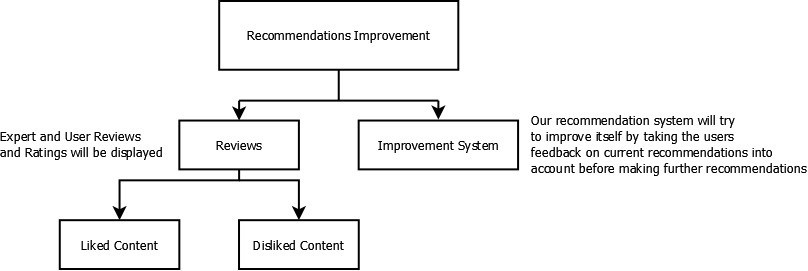 Recommendations Improvement
Expert and User Reviews
and Ratings will be displayed
Reviews
Improvement System
Our recommendation system will try
to improve itself by taking the users
feedback on current recommendations into
account before making further recommendations
Liked Content
Disliked Content